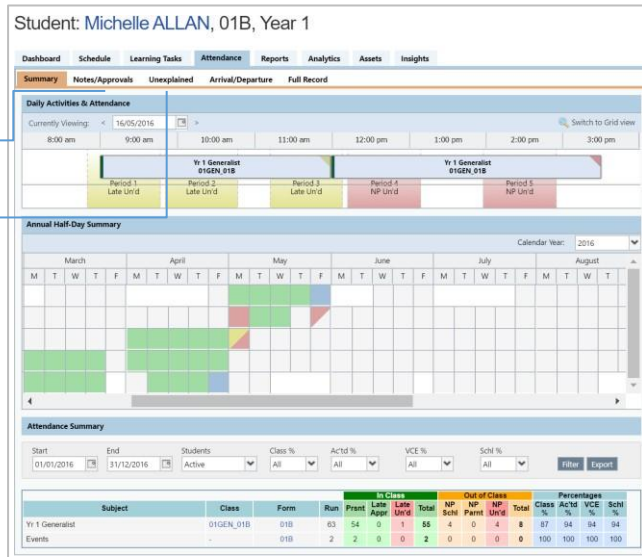 Student: Michelle ALLAN, 01B, Year 1
Dashboard Schedule Learning Tasks Attendance Reports Analytics Assets Insights
Summary Notes/Approvals Unexplained Arrival/Departure Full Record
Daily Activities & Attendance
Currently Viewing: < 16/05/2016 > Switch to Grid view
8:00 am 9:00 am 10:00 am 11:00 am 12:00 pm 1:00 pm 2:00 pm 3:00 pm
Yr 1 Generalist Yr 1 Generalist
01GEN_01B 01GEN_01B
Period 1 Period 2 Period 3 Period 4 Period 5
Late Un'd Late Un'd Late Un'd NP Un'd NP Un'd
Annual Half-Day Summary
Calendar Year: 2016
March April May June July August
M T W T F M T W T F M T W T F M T W T F M T W T F M T W T F
Attendance Summary
Start End Students Class % Ac'td % VCE % Schl %
01/01/2016 31/12/2016 Active All All All All Filter Export
In Class Out of Class Percentages
Subject Class Form Run Prsnt Late Appr Late Un'd Total NP Schl NP Parnt NP Un'd Total Class % Ac'td % VCE % Schl %
Yr 1 Generalist 01GEN_01B 01B 63 54 0 1 55 4 0 4 8 87 94 94 94
Events - 01B 2 2 0 0 2 0 0 0 0 100 100 100 100